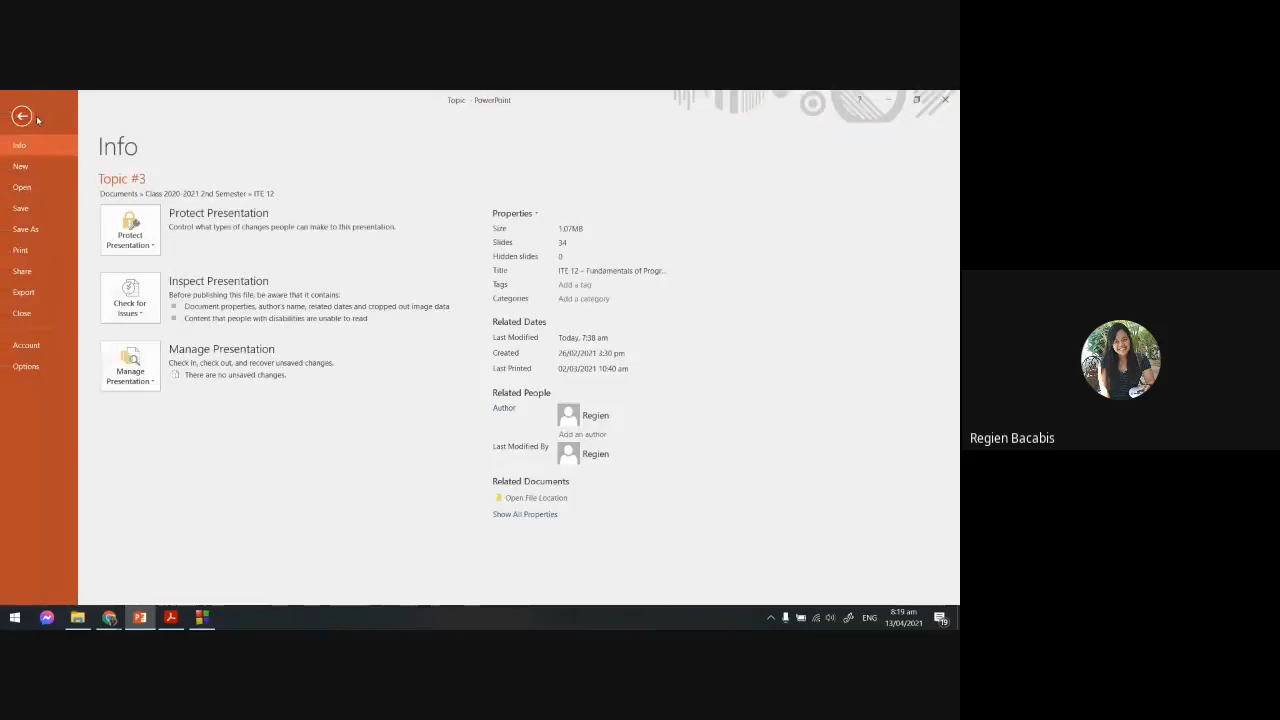 Topic - PowerPoint
?
Info
Info
New
Open
Save
Save As
Print
Share
Export
Close
Account
Options
Topic #3
Documents » Class 2020-2021 2nd Semester » ITE 12
Protect Presentation
Protect Presentation
Control what types of changes people can make to this presentation.
Check for Issues
Inspect Presentation
Before publishing this file, be aware that it contains:
Document properties, author's name, related dates and cropped out image data
Content that people with disabilities are unable to read
Manage Presentation
Manage Presentation
Check in, check out, and recover unsaved changes.
There are no unsaved changes.
Properties
Size 1.07MB
Slides 34
Hidden slides 0
Title ITE 12 – Fundamentals of Progr...
Tags Add a tag
Categories Add a category
Related Dates
Last Modified Today, 7:38 am
Created 26/02/2021 3:30 pm
Last Printed 02/03/2021 10:40 am
Related People
Author Regien
Add an author
Last Modified By Regien
Related Documents
Open File Location
Show All Properties
ENG
8:19 am
13/04/2021
19
Regien Bacabis